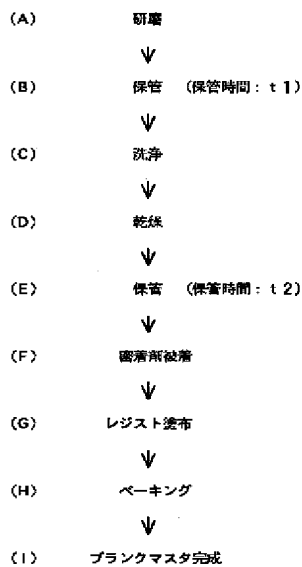 (A) 研磨
↓
(B) 保管 (保管時間: t1)
↓
(C) 洗浄
↓
(D) 乾燥
↓
(E) 保管 (保管時間: t2)
↓
(F) 密着剤被着
↓
(G) レジスト塗布
↓
(H) ベーキング
↓
(I) ブランクマスタ完成